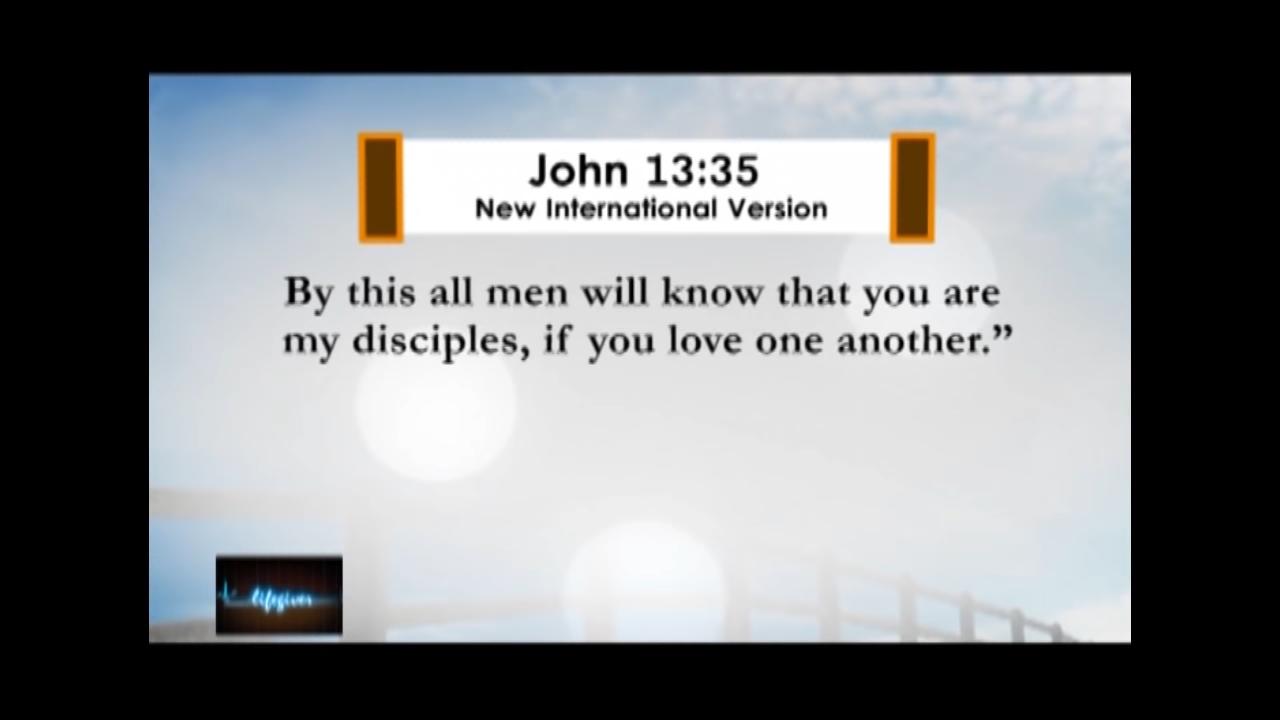 John 13:35
New International Version
By this all men will know that you are
my disciples, if you love one another.”
lifegiver